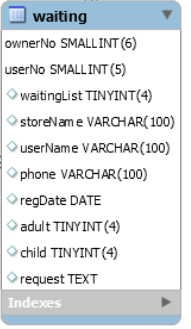 waiting
ownerNo SMALLINT(6)
userNo SMALLINT(5)
waitingList TINYINT(4)
storeName VARCHAR(100)
userName VARCHAR(100)
phone VARCHAR(100)
regDate DATE
adult TINYINT(4)
child TINYINT(4)
request TEXT
Indexes